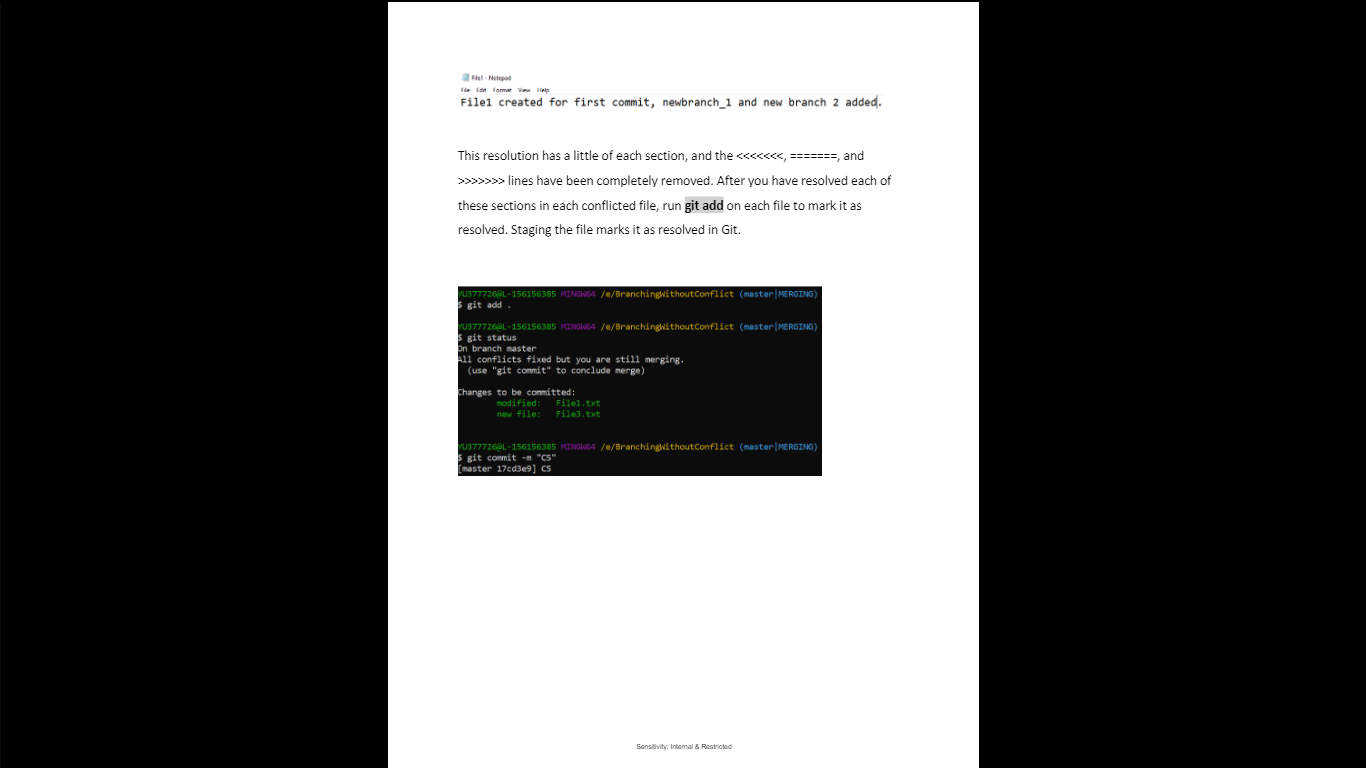 File1 - Notepad
File Edit Format View Help
File1 created for first commit, newbranch_1 and new branch 2 added.
This resolution has a little of each section, and the <<<<<<<, =======, and
>>>>>>> lines have been completely removed. After you have resolved each of
these sections in each conflicted file, run git add on each file to mark it as
resolved. Staging the file marks it as resolved in Git.
YU377726@L-156156385 MINGW64 /e/BranchingWithoutConflict (master|MERGING)
$ git add .
YU377726@L-156156385 MINGW64 /e/BranchingWithoutConflict (master|MERGING)
$ git status
On branch master
All conflicts fixed but you are still merging.
(use "git commit" to conclude merge)
Changes to be committed:
modified: File1.txt
new file: File3.txt
YU377726@L-156156385 MINGW64 /e/BranchingWithoutConflict (master|MERGING)
$ git commit -m "C5"
[master 17cd3e9] C5
Sensitivity: Internal & Restricted